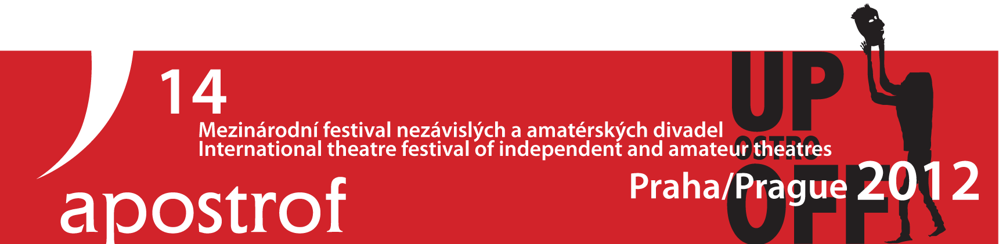 14
Mezinárodní festival nezávislých a amatérských divadel
International theatre festival of independent and amateur theatres
Praha/Prague 2012
apostrof
UP
OSTRO
OFF